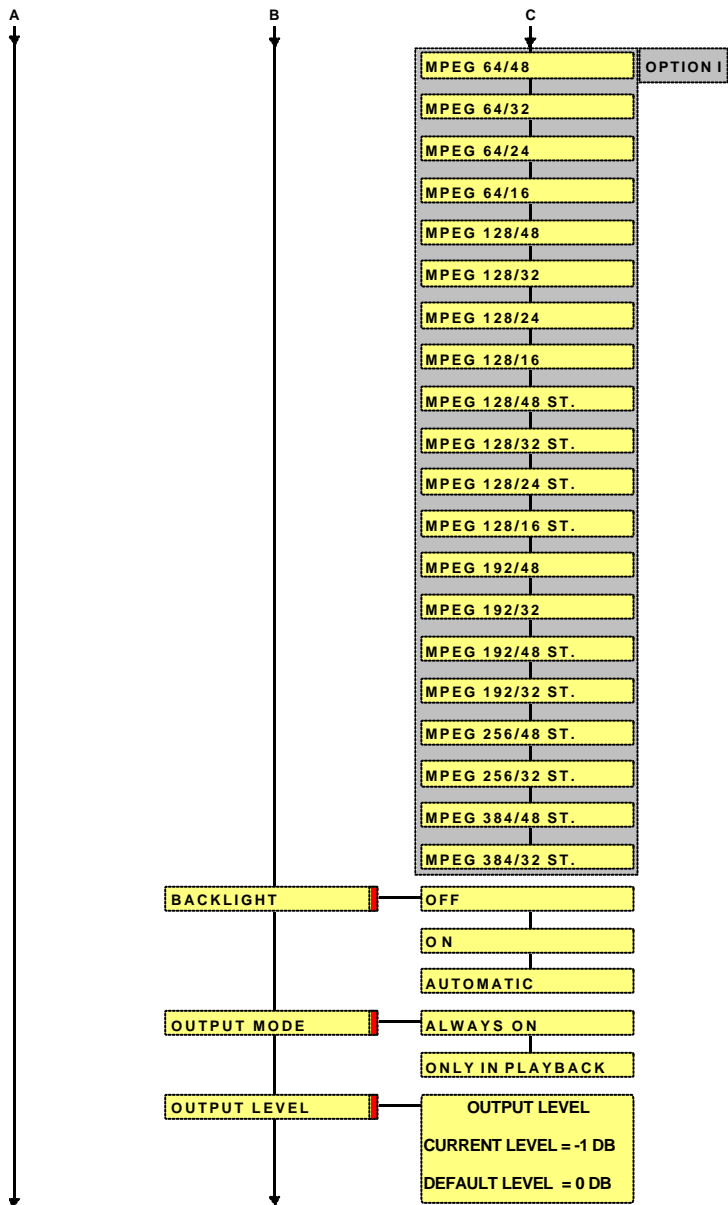 A B C
MPEG 64/48 OPTION I
MPEG 64/32
MPEG 64/24
MPEG 64/16
MPEG 128/48
MPEG 128/32
MPEG 128/24
MPEG 128/16
MPEG 128/48 ST.
MPEG 128/32 ST.
MPEG 128/24 ST.
MPEG 128/16 ST.
MPEG 192/48
MPEG 192/32
MPEG 192/48 ST.
MPEG 192/32 ST.
MPEG 256/48 ST.
MPEG 256/32 ST.
MPEG 384/48 ST.
MPEG 384/32 ST.
BACKLIGHT OFF
ON
AUTOMATIC
OUTPUT MODE ALWAYS ON
ONLY IN PLAYBACK
OUTPUT LEVEL OUTPUT LEVEL
CURRENT LEVEL = -1 DB
DEFAULT LEVEL = 0 DB